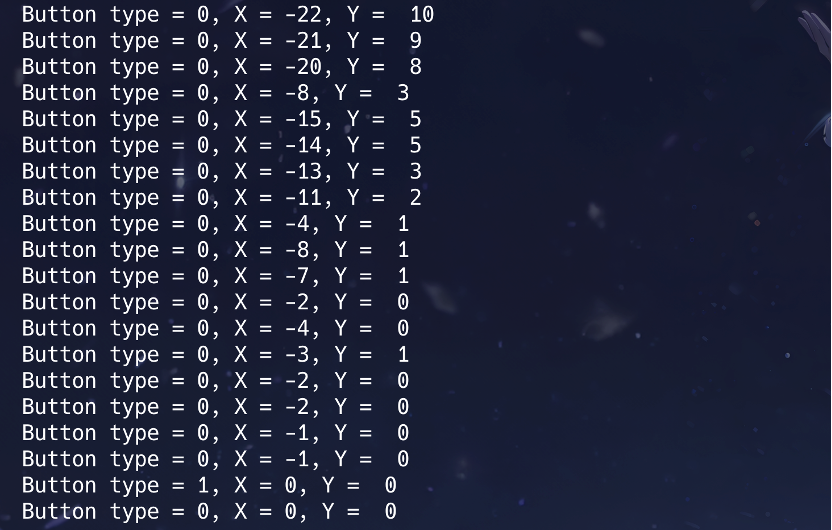 Button type = 0, X = -22, Y =  10
Button type = 0, X = -21, Y =  9
Button type = 0, X = -20, Y =  8
Button type = 0, X = -8, Y =  3
Button type = 0, X = -15, Y =  5
Button type = 0, X = -14, Y =  5
Button type = 0, X = -13, Y =  3
Button type = 0, X = -11, Y =  2
Button type = 0, X = -4, Y =  1
Button type = 0, X = -8, Y =  1
Button type = 0, X = -7, Y =  1
Button type = 0, X = -2, Y =  0
Button type = 0, X = -4, Y =  0
Button type = 0, X = -3, Y =  1
Button type = 0, X = -2, Y =  0
Button type = 0, X = -2, Y =  0
Button type = 0, X = -1, Y =  0
Button type = 0, X = -1, Y =  0
Button type = 1, X = 0, Y =  0
Button type = 0, X = 0, Y =  0